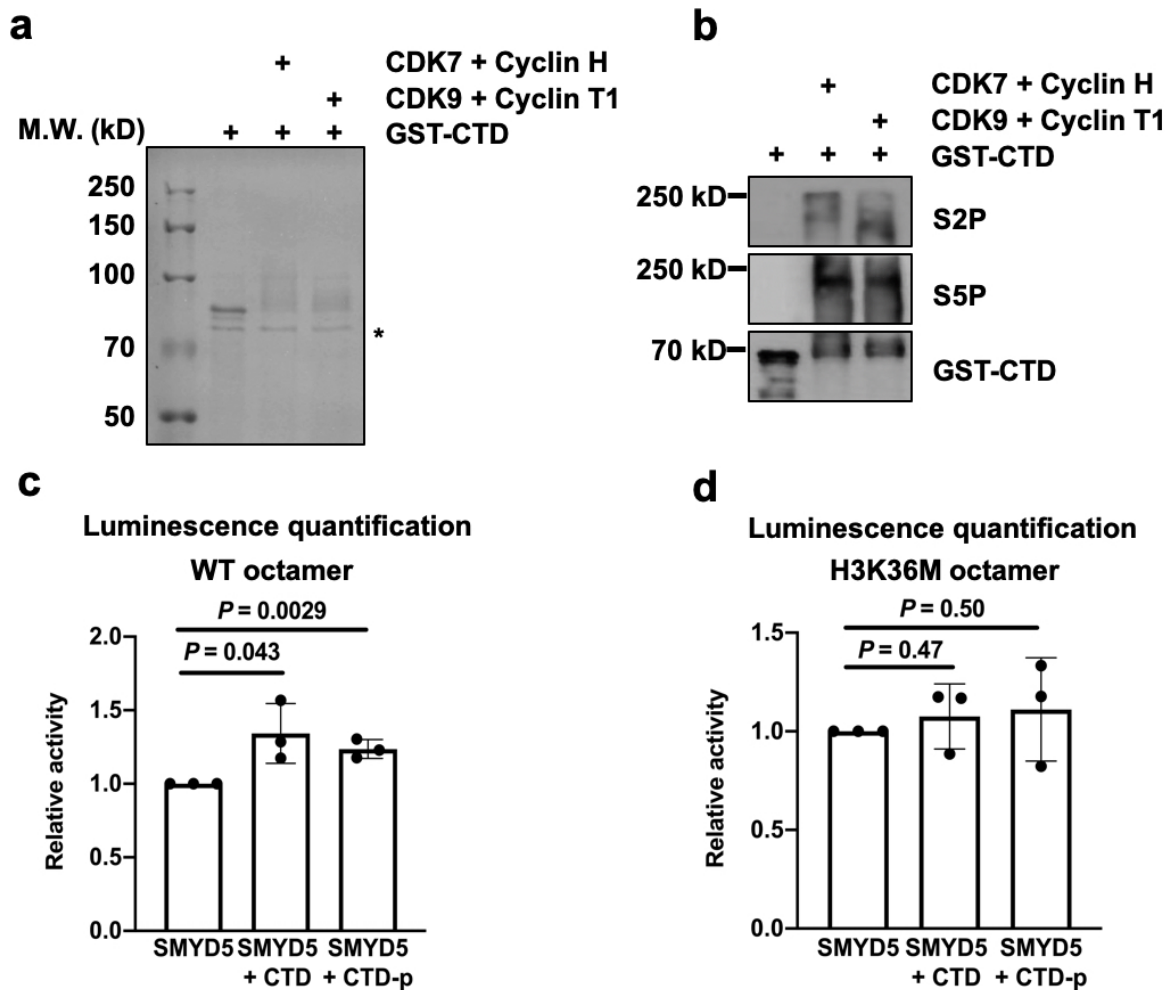 a
+ CDK7 + Cyclin H
+ CDK9 + Cyclin T1
M.W. (kD) + + + GST-CTD
250
150
100
70
50
*
b
+ CDK7 + Cyclin H
+ CDK9 + Cyclin T1
+ + + GST-CTD
250 kD S2P
250 kD S5P
70 kD GST-CTD
c
Luminescence quantification
WT octamer
P = 0.0029
P = 0.043
2.0
1.5
1.0
0.5
0.0
Relative activity
SMYD5 SMYD5 SMYD5
+ CTD + CTD-p
d
Luminescence quantification
H3K36M octamer
P = 0.50
P = 0.47
1.5
1.0
0.5
0.0
Relative activity
SMYD5 SMYD5 SMYD5
+ CTD + CTD-p